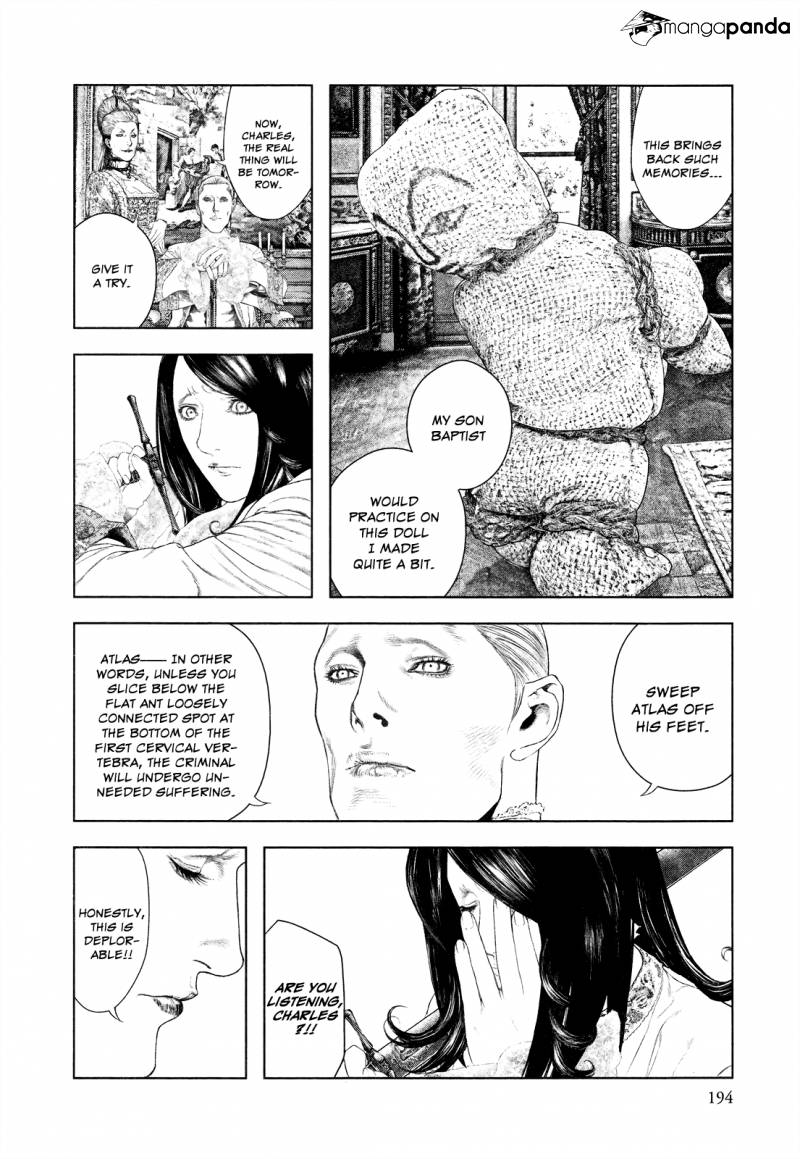 mangapanda
THIS BRINGS
BACK SUCH
MEMORIES...
MY SON
BAPTIST
WOULD
PRACTICE ON
THIS DOLL
I MADE
QUITE A BIT.
NOW,
CHARLES,
THE REAL
THING WILL
BE TOMOR-
ROW.
GIVE IT
A TRY.
SWEEP
ATLAS OFF
HIS FEET.
ATLAS—— IN OTHER
WORDS, UNLESS YOU
SLICE BELOW THE
FLAT ANT LOOSELY
CONNECTED SPOT AT
THE BOTTOM OF THE
FIRST CERVICAL VER-
TEBRA, THE CRIMINAL
WILL UNDERGO UN-
NEEDED SUFFERING.
ARE YOU
LISTENING,
CHARLES
?!!
HONESTLY,
THIS IS
DEPLOR-
ABLE!!
194